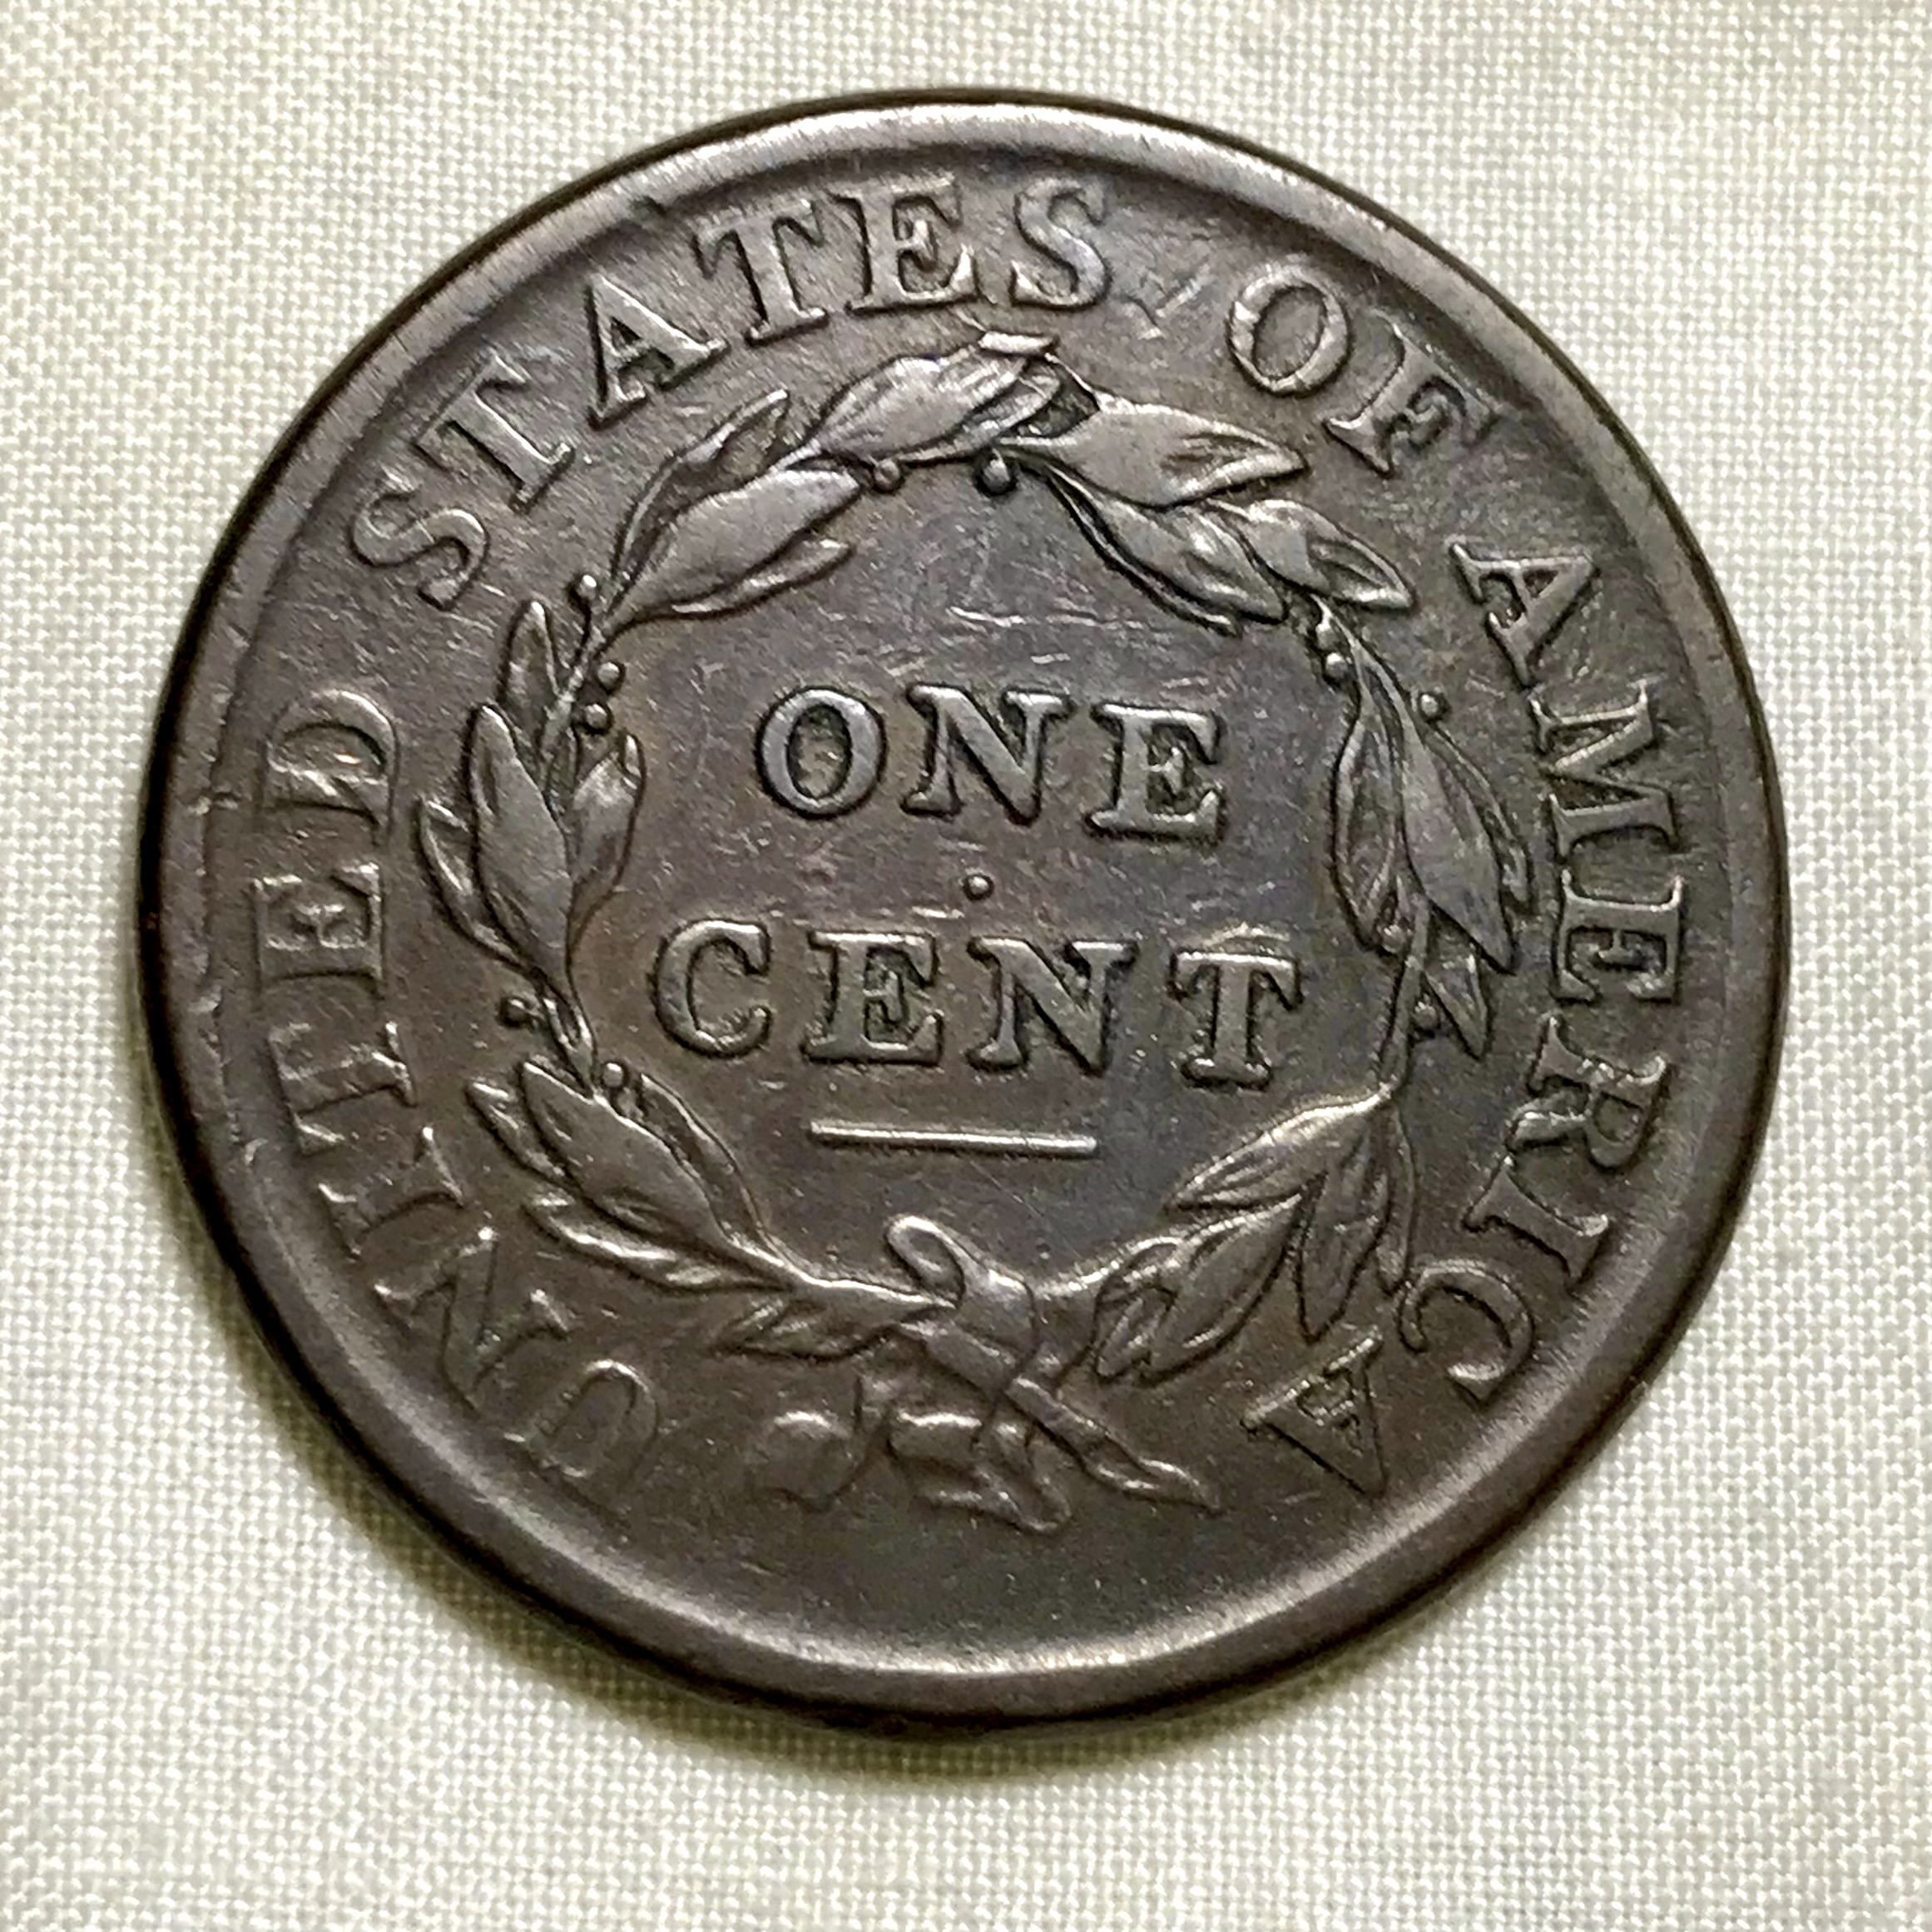 UNITED STATES OF AMERICA
ONE
CENT